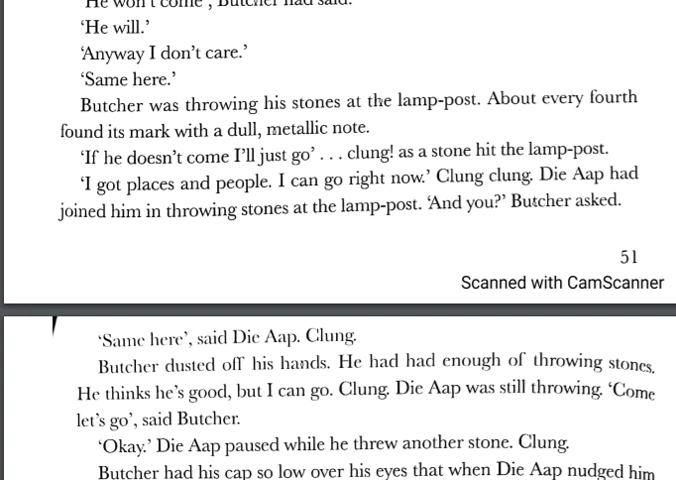 'He won't come', Butcher had said.
'He will.'
'Anyway I don't care.'
'Same here.'
Butcher was throwing his stones at the lamp-post. About every fourth
found its mark with a dull, metallic note.
'If he doesn't come I'll just go' . . . clung! as a stone hit the lamp-post.
'I got places and people. I can go right now.' Clung clung. Die Aap had
joined him in throwing stones at the lamp-post. 'And you?' Butcher asked.
51
Scanned with CamScanner
'Same here', said Die Aap. Clung.
Butcher dusted off his hands. He had had enough of throwing stones.
He thinks he's good, but I can go. Clung. Die Aap was still throwing. 'Come
let's go', said Butcher.
'Okay.' Die Aap paused while he threw another stone. Clung.
Butcher had his cap so low over his eyes that when Die Aap nudged him